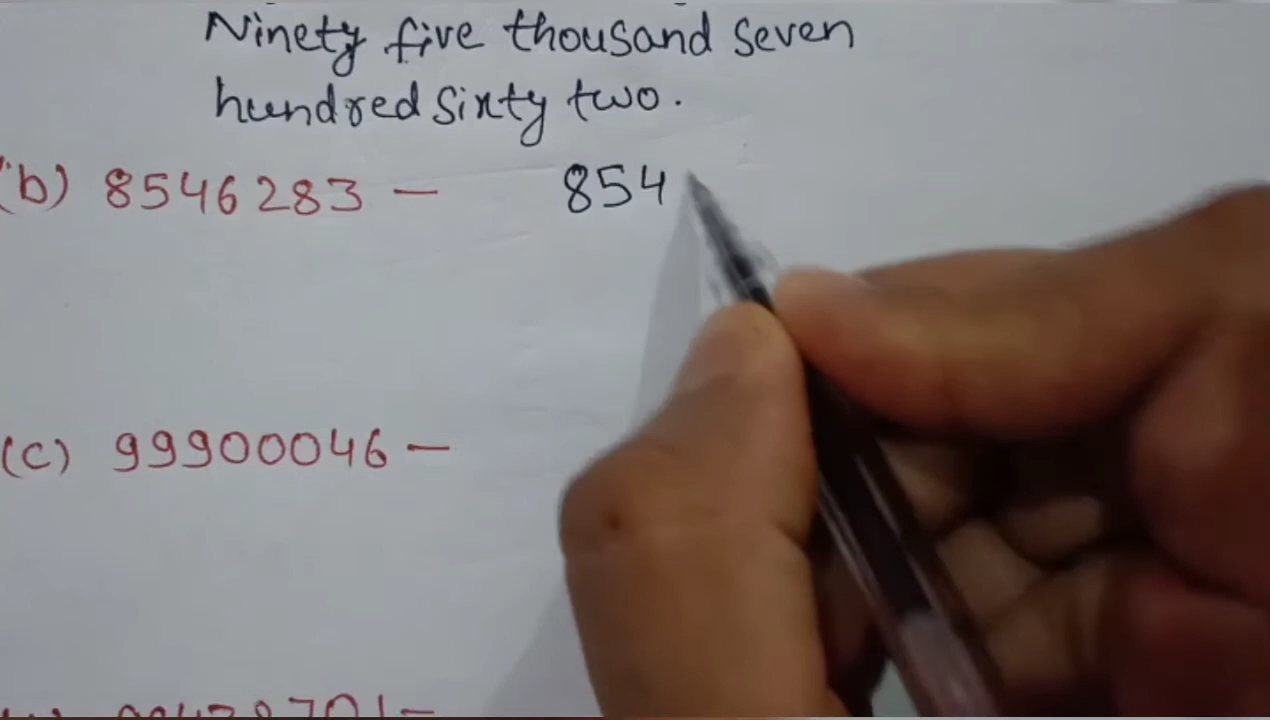 Ninety five thousand seven
hundred sixty two.
(b) 8546283 - 854
(c) 99900046 -